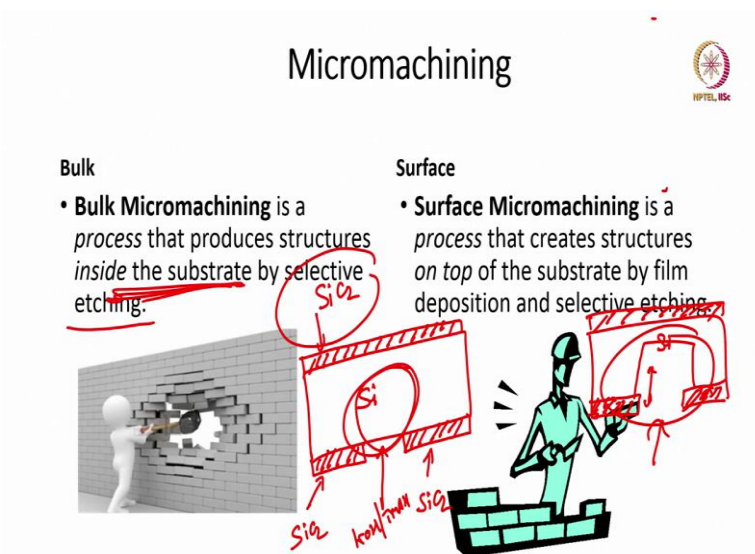 Micromachining
NPTEL, IISc
Bulk
• Bulk Micromachining is a
process that produces structures
inside the substrate by selective
etching.
Surface
• Surface Micromachining is a
process that creates structures
on top of the substrate by film
deposition and selective etching.
SiO2
Si
SiO2
KOH/TMAH
SiO2
Si